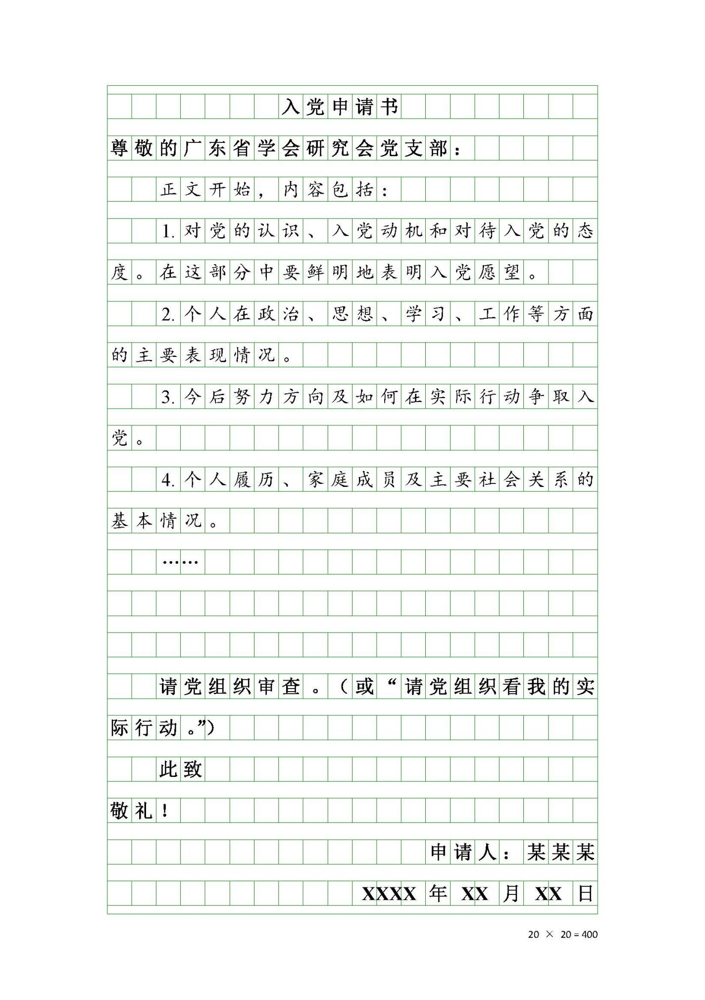 入党申请书
尊敬的广东省学会研究会党支部：
正文开始，内容包括：
1.对党的认识、入党动机和对待入党的态
度。在这部分中要鲜明地表明入党愿望。
2.个人在政治、思想、学习、工作等方面
的主要表现情况。
3.今后努力方向及如何在实际行动争取入
党。
4.个人履历、家庭成员及主要社会关系的
基本情况。
……
请党组织审查。（或“请党组织看我的实
际行动。”）
此致
敬礼！
申请人：某某某
XXXX 年 XX 月 XX 日
20 × 20 = 400